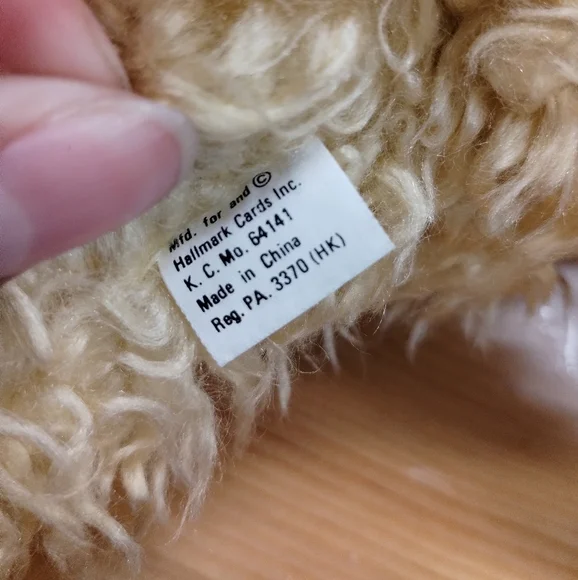 Mfd. for and ©
Hallmark Cards Inc.
K. C. Mo. 64141
Made in China
Reg. PA. 3370 (HK)